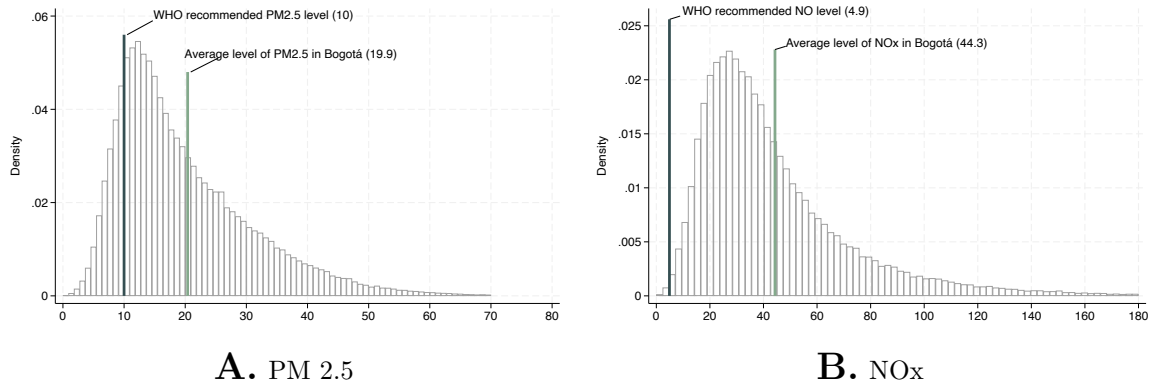 WHO recommended PM2.5 level (10)
Average level of PM2.5 in Bogotá (19.9)
Density
.06
.04
.02
0
0 10 20 30 40 50 60 70 80
A. PM 2.5
WHO recommended NO level (4.9)
Average level of NOx in Bogotá (44.3)
Density
.025
.02
.015
.01
.005
0
0 20 40 60 80 100 120 140 160 180
B. NOx